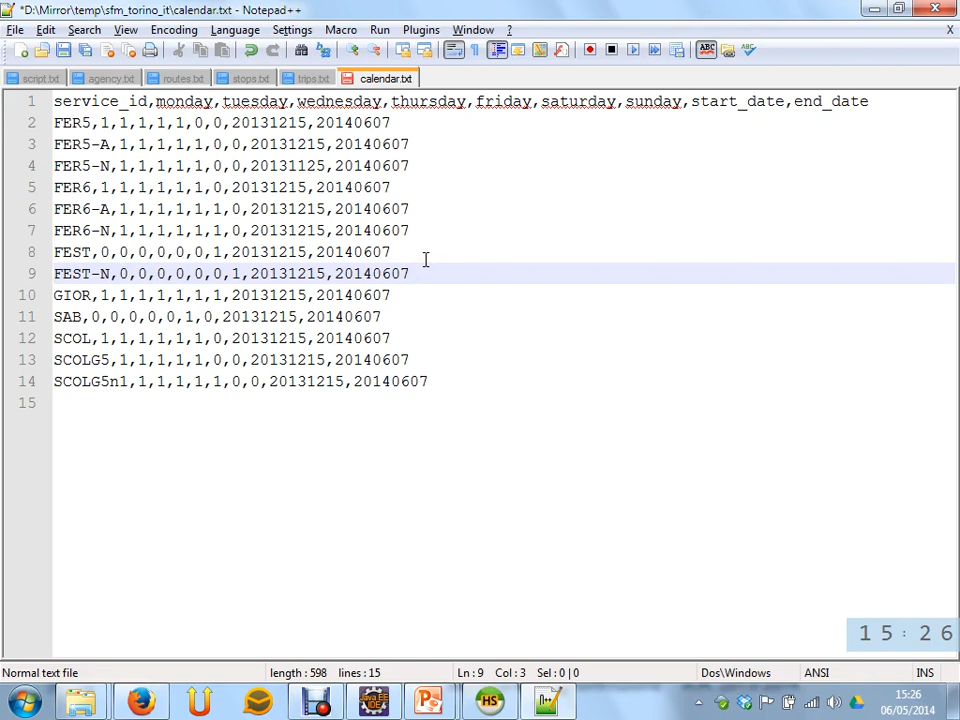 *D:\Mirror\temp\sfm_torino_it\calendar.txt - Notepad++
File Edit Search View Encoding Language Settings Macro Run Plugins Window ? X
script.txt agency.txt routes.txt stops.txt trips.txt calendar.txt
1 service_id,monday,tuesday,wednesday,thursday,friday,saturday,sunday,start_date,end_date
2 FER5,1,1,1,1,1,0,0,20131215,20140607
3 FER5-A,1,1,1,1,1,0,0,20131215,20140607
4 FER5-N,1,1,1,1,1,0,0,20131125,20140607
5 FER6,1,1,1,1,1,1,0,20131215,20140607
6 FER6-A,1,1,1,1,1,1,0,20131215,20140607
7 FER6-N,1,1,1,1,1,1,0,20131215,20140607
8 FEST,0,0,0,0,0,0,1,20131215,20140607
9 FEST-N,0,0,0,0,0,0,1,20131215,20140607
10 GIOR,1,1,1,1,1,1,1,20131215,20140607
11 SAB,0,0,0,0,0,1,0,20131215,20140607
12 SCOL,1,1,1,1,1,1,0,20131215,20140607
13 SCOLG5,1,1,1,1,1,0,0,20131215,20140607
14 SCOLG5n1,1,1,1,1,1,0,0,20131215,20140607
15
15:26
Normal text file length : 598 lines : 15 Ln : 9 Col : 3 Sel : 0 | 0 Dos\Windows ANSI INS
15:26
06/05/2014